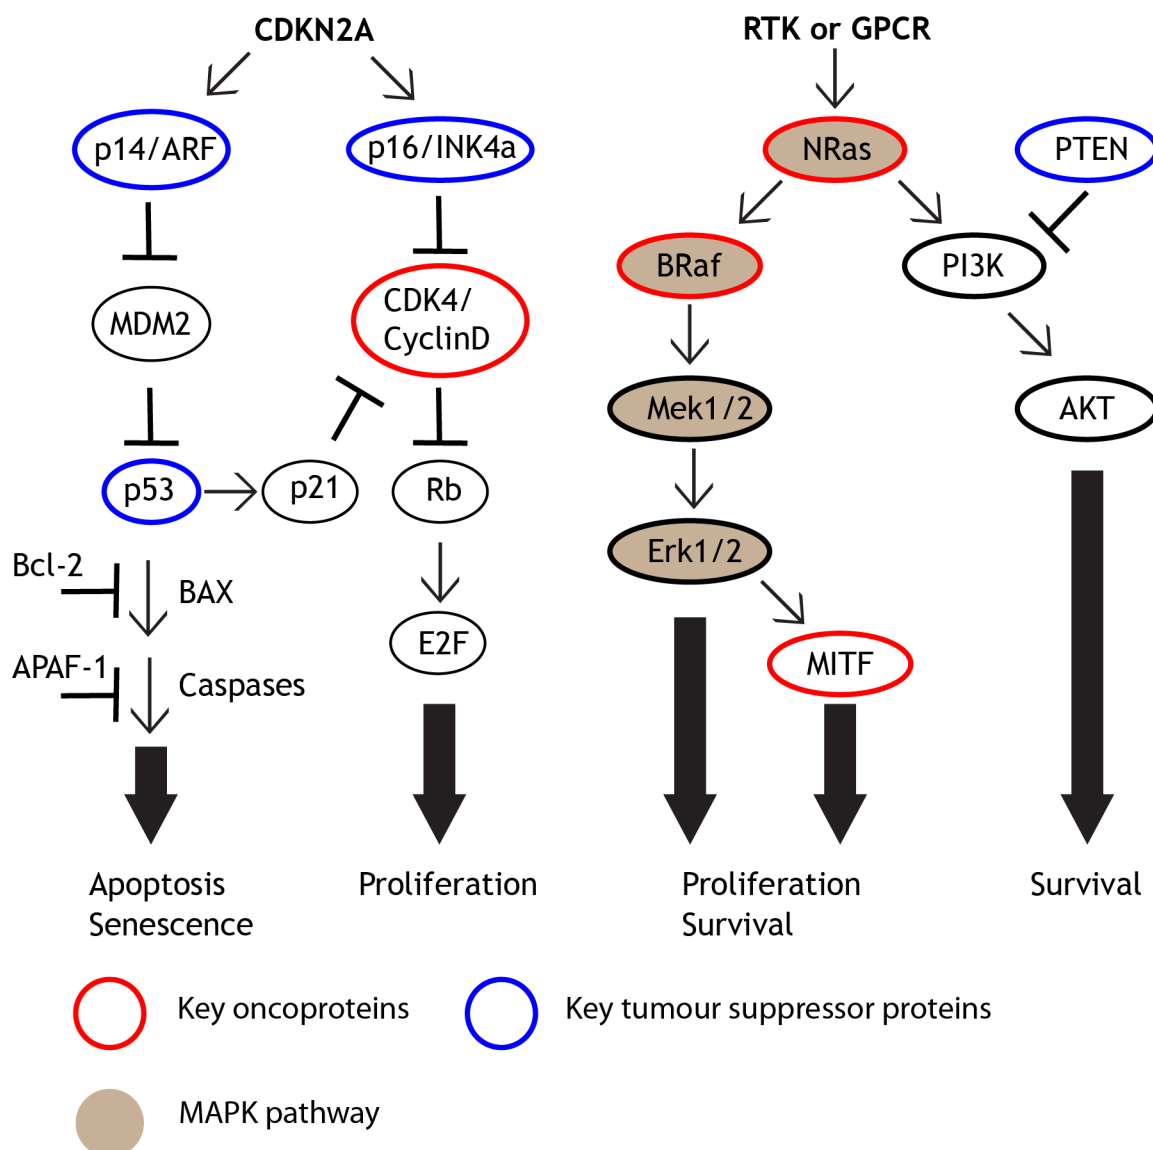 CDKN2A
RTK or GPCR
p14/ARF
p16/INK4a
NRas
PTEN
BRaf
PI3K
CDK4/
CyclinD
MDM2
Mek1/2
AKT
p53
p21
Rb
Erk1/2
Bcl-2
BAX
E2F
MITF
APAF-1
Caspases
Apoptosis
Senescence
Proliferation
Proliferation
Survival
Survival
Key oncoproteins
Key tumour suppressor proteins
MAPK pathway